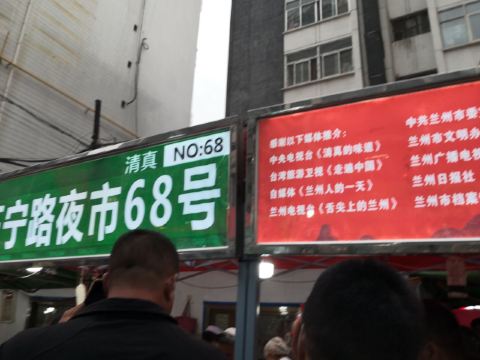 清真 NO:68
宁路夜市68号
感谢以下媒体推介:
中央电视台《清真的味道》
台湾旅游卫视《走遍中国》
自媒体《兰州人的一天》
兰州电视台《舌尖上的兰州》
中共兰州市委
兰州市文明办
兰州广播电视
兰州日报社
兰州市档案